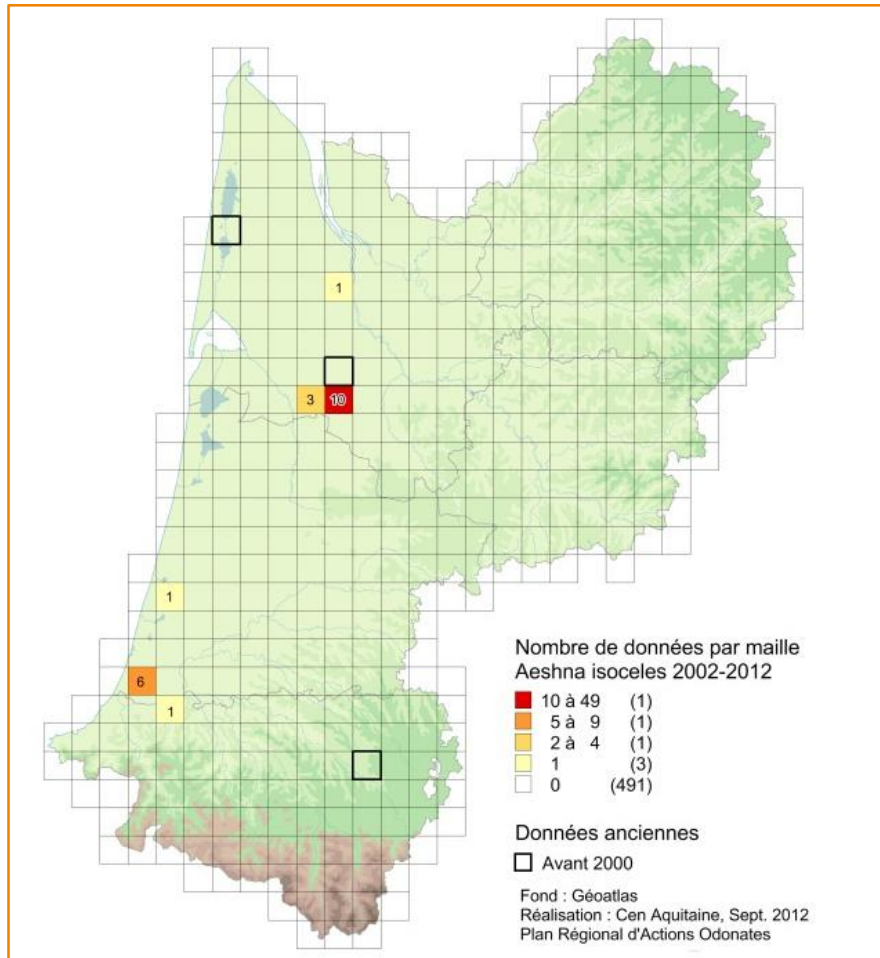 1
3 10
1
6
1
Nombre de données par maille
Aeshna isoceles 2002-2012
10 à 49 (1)
5 à 9 (1)
2 à 4 (1)
1 (3)
0 (491)
Données anciennes
Avant 2000
Fond : Géoatlas
Réalisation : Cen Aquitaine, Sept. 2012
Plan Régional d'Actions Odonates